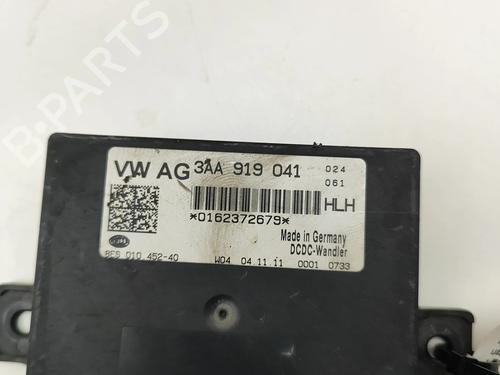 VW AG 3AA 919 041 024
061
HLH
*0162372679*
Made in Germany
DCDC-Wandler
8ES 010 452-40 W04 04.11.11 0001 0733
B-PARTS